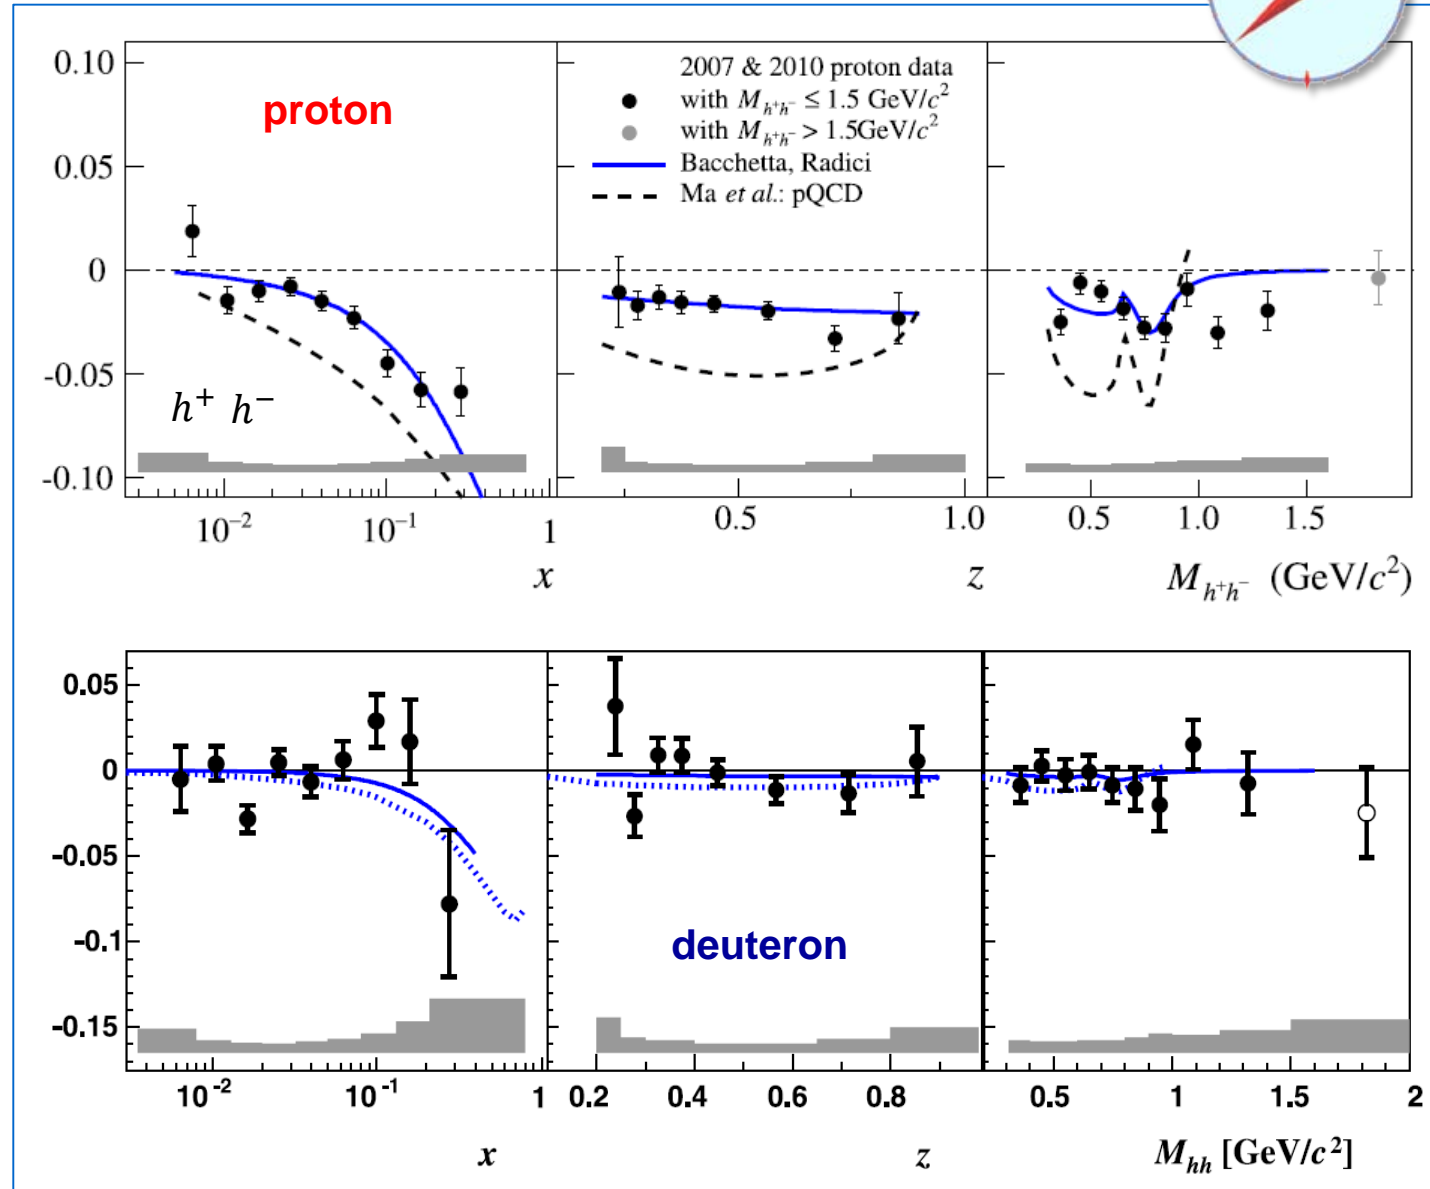 0.10
0.05
0
-0.05
-0.10
proton
h⁺ h⁻
2007 & 2010 proton data
with M_{h⁺h⁻} ≤ 1.5 GeV/c²
with M_{h⁺h⁻} > 1.5GeV/c²
Bacchetta, Radici
Ma et al.: pQCD
10⁻² 10⁻¹ 1 0.5 1.0 0.5 1.0 1.5
x z M_{h⁺h⁻} (GeV/c²)
0.05
0
-0.05
-0.1
-0.15
deuteron
10⁻² 10⁻¹ 1 0.2 0.4 0.6 0.8 0.5 1 1.5 2
x z M_{hh} [GeV/c²]